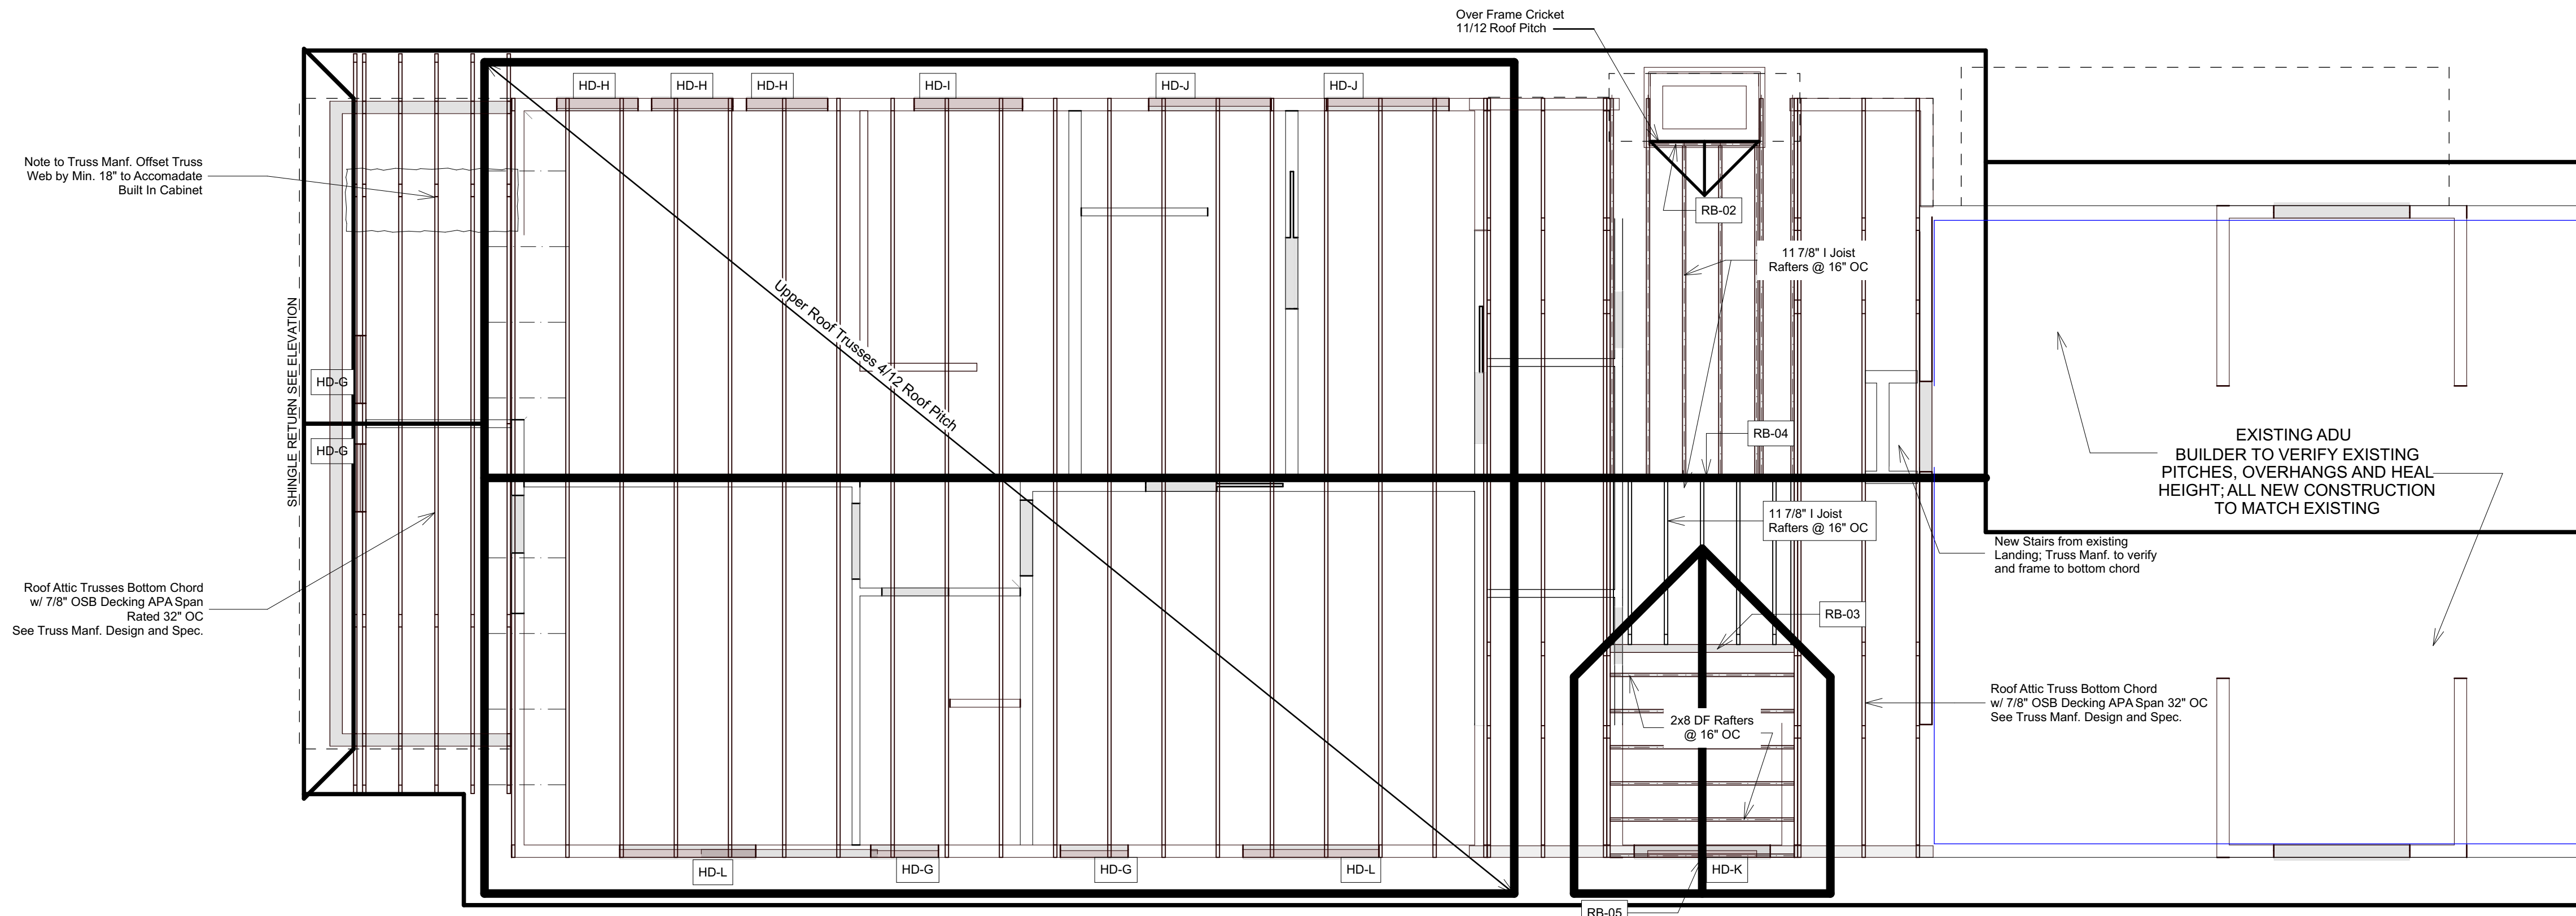 Over Frame Cricket
11/12 Roof Pitch
HD-H
HD-H
HD-H
HD-I
HD-J
HD-J
Note to Truss Manf. Offset Truss
Web by Min. 18" to Accomadate
Built In Cabinet
RB-02
11 7/8" I Joist
Rafters @ 16" OC
Upper Roof Trusses 4/12 Roof Pitch
SHINGLE RETURN SEE ELEVATION
HD-G
HD-G
RB-04
EXISTING ADU
BUILDER TO VERIFY EXISTING
PITCHES, OVERHANGS AND HEAL
HEIGHT; ALL NEW CONSTRUCTION
TO MATCH EXISTING
11 7/8" I Joist
Rafters @ 16" OC
New Stairs from existing
Landing; Truss Manf. to verify
and frame to bottom chord
Roof Attic Trusses Bottom Chord
w/ 7/8" OSB Decking APA Span
Rated 32" OC
See Truss Manf. Design and Spec.
RB-03
Roof Attic Truss Bottom Chord
w/ 7/8" OSB Decking APA Span 32" OC
See Truss Manf. Design and Spec.
2x8 DF Rafters
@ 16" OC
HD-L
HD-G
HD-G
HD-L
HD-K
RB-05